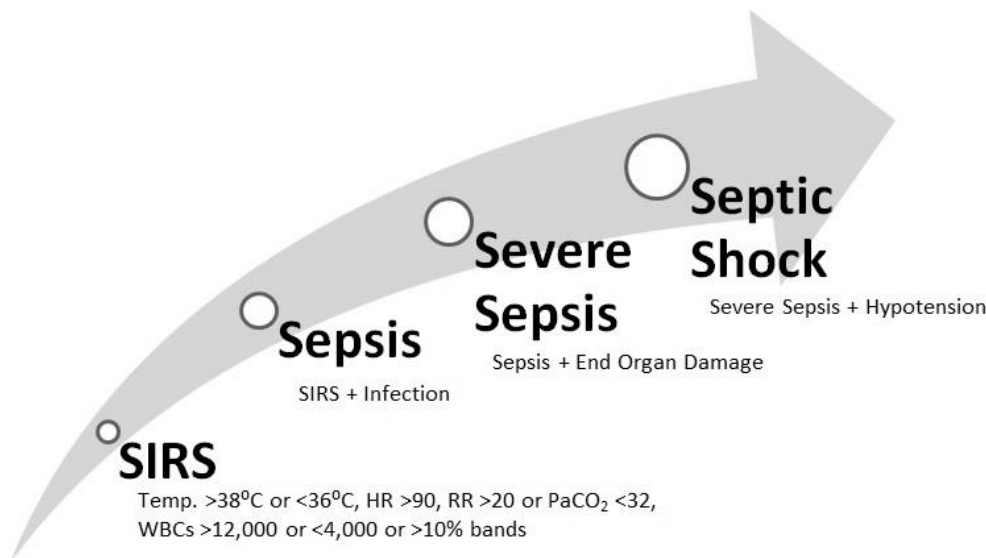 Septic
Shock
Severe Sepsis + Hypotension
Severe
Sepsis
Sepsis + End Organ Damage
Sepsis
SIRS + Infection
SIRS
Temp. >38⁰C or <36⁰C, HR >90, RR >20 or PaCO₂ <32,
WBCs >12,000 or <4,000 or >10% bands